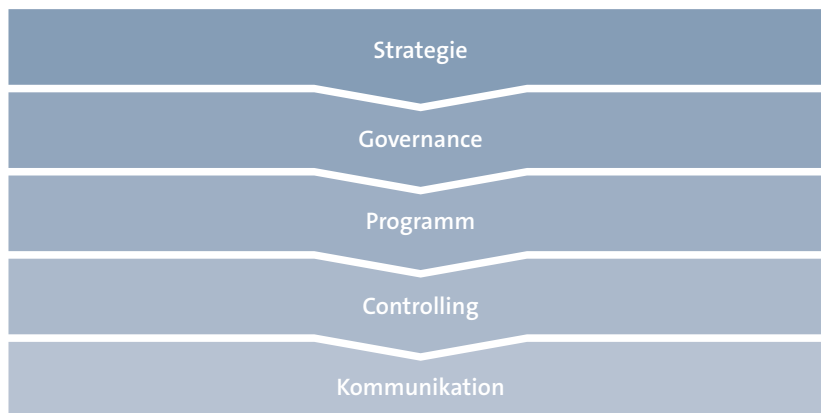 Strategie
Governance
Programm
Controlling
Kommunikation